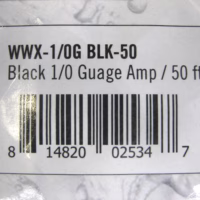 WWX-1/0G BLK-50
Black 1/0 Guage Amp / 50 ft
8 14820 02534 7